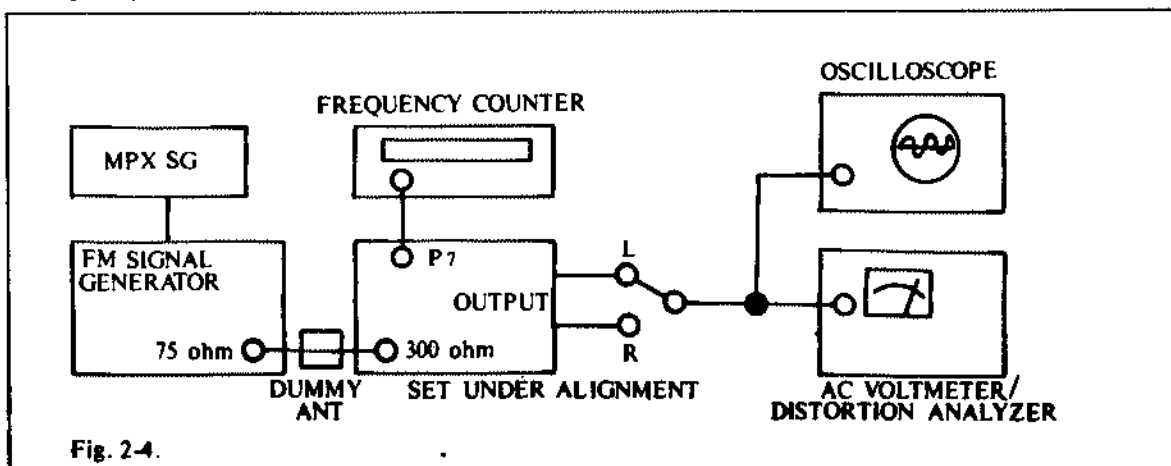 OSCILLOSCOPE
FREQUENCY COUNTER
MPX SG
FM SIGNAL
GENERATOR
P7
L
OUTPUT
75 ohm
300 ohm
R
DUMMY
ANT
SET UNDER ALIGNMENT
AC VOLTMETER/
DISTORTION ANALYZER
Fig. 2-4.